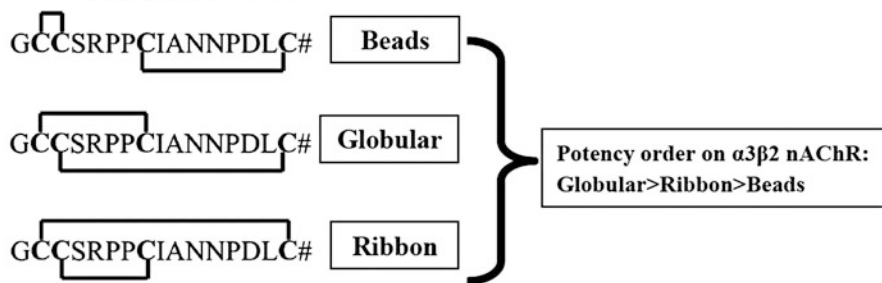 GCCSRPPCIANNPDLC#
Beads
GCCSRPPCIANNPDLC#
Globular
GCCSRPPCIANNPDLC#
Ribbon
Potency order on α3β2 nAChR:
Globular>Ribbon>Beads